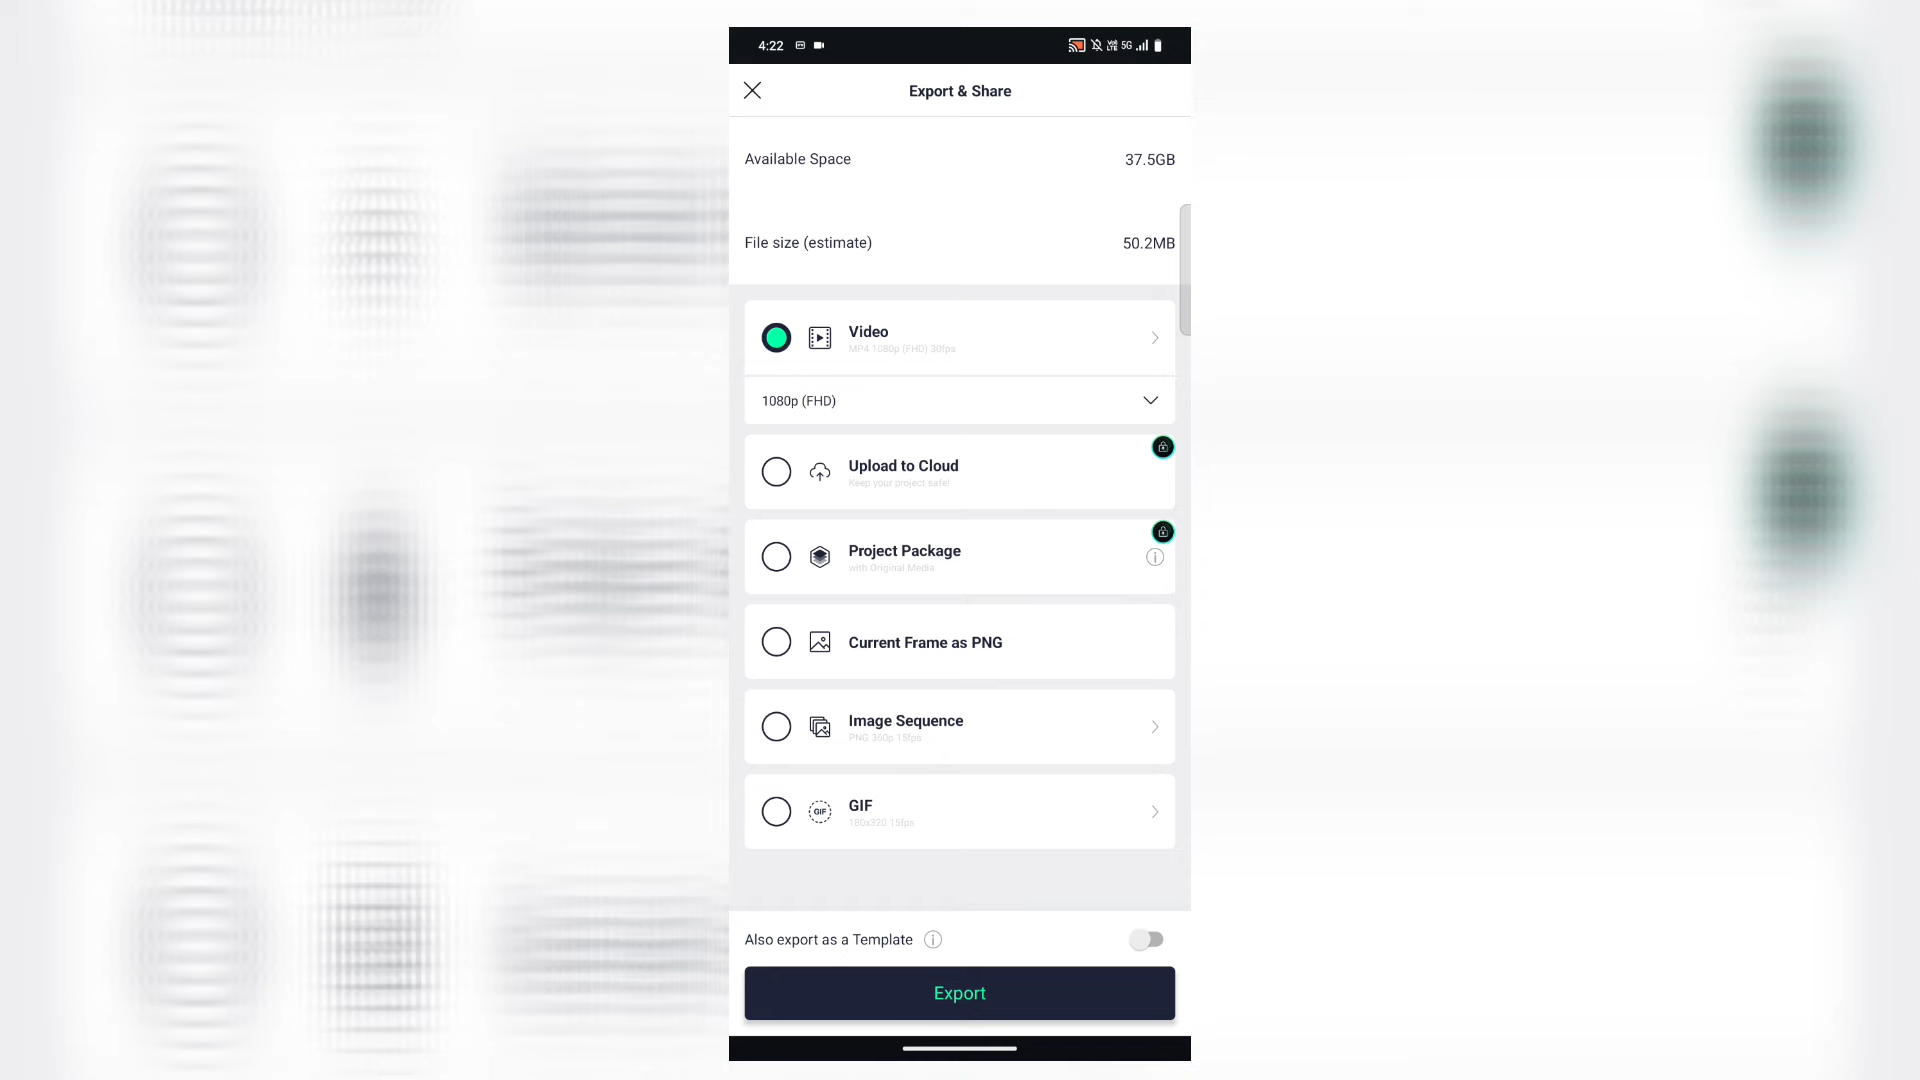 4:22
5G
Export & Share
Available Space 37.5GB
File size (estimate) 50.2MB
Video
MP4 1080p (FHD) 30fps
1080p (FHD)
Upload to Cloud
Keep your project safe!
Project Package
with Original Media
Current Frame as PNG
Image Sequence
PNG 360p 15fps
GIF
GIF
180x320 15fps
Also export as a Template
Export